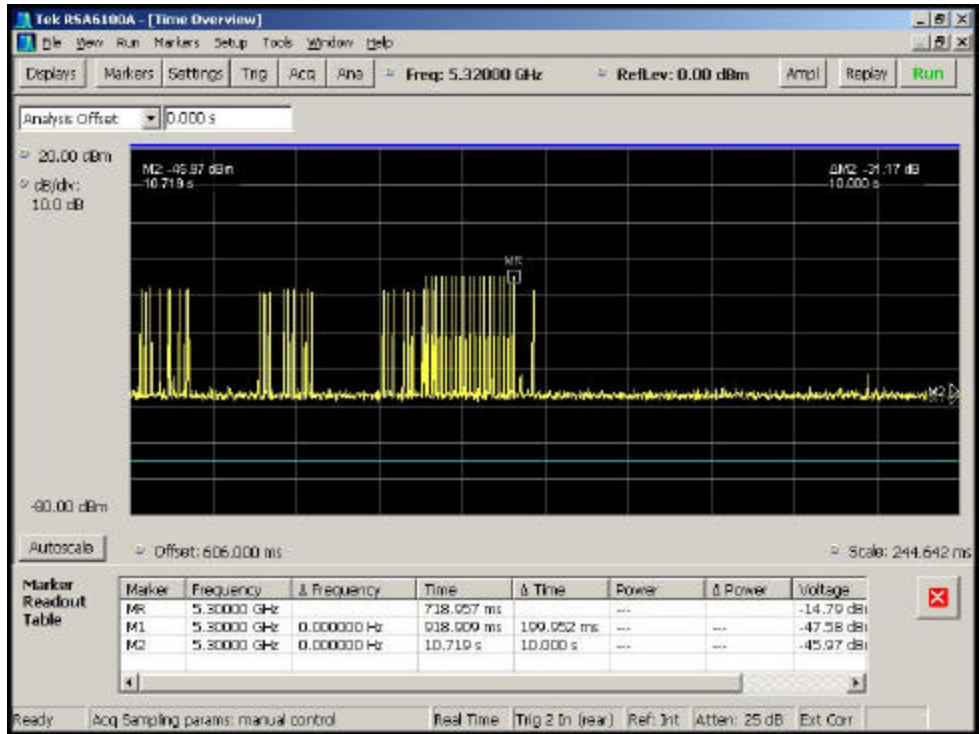 Tek RSA6100A - [Time Overview]
File View Run Markers Setup Tools Window Help
Displays Markers Settings Trig Acq Ana Freq: 5.32000 GHz RefLev: 0.00 dBm Ampl Replay Run
Analysis Offset 0.000 s
20.00 dBm
dB/div:
10.0 dB
M2: -45.97 dBm
10.719 s
ΔM2: -31.17 dB
10.000 s
MR
M2
-80.00 dBm
Autoscale Offset: 606.000 ms Scale: 244.642 ms
Marker Readout Table
Marker Frequency Δ Frequency Time Δ Time Power Δ Power Voltage
MR 5.30000 GHz 718.957 ms --- -14.79 dB
M1 5.30000 GHz 0.000000 Hz 918.909 ms 199.952 ms --- --- -47.58 dB
M2 5.30000 GHz 0.000000 Hz 10.719 s 10.000 s --- --- -45.97 dB
Ready Acq Sampling params: manual control Real Time Trig 2 In (rear) Ref: Int Atten: 25 dB Ext Corr